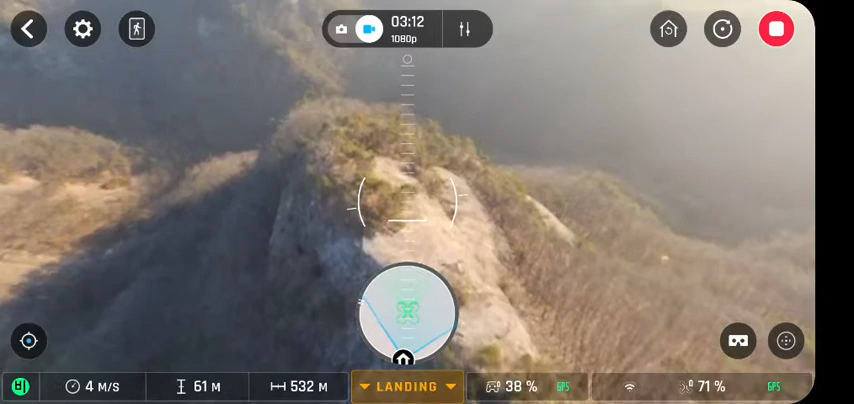 03:12
1080p
4 M/S
61 M
532 M
LANDING
38 %
GPS
71 %
GPS